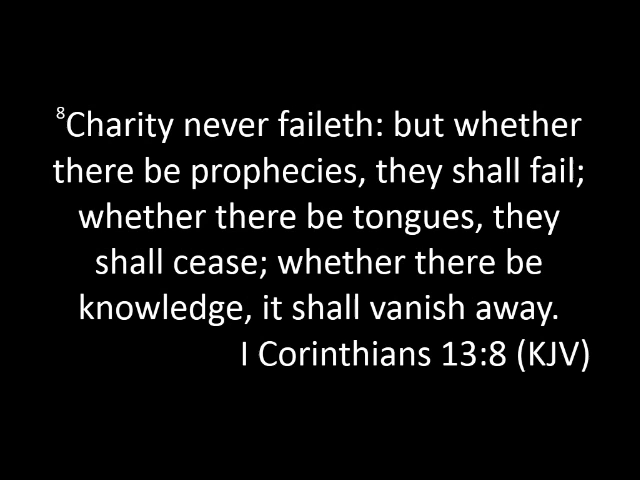 ⁸Charity never faileth: but whether
there be prophecies, they shall fail;
whether there be tongues, they
shall cease; whether there be
knowledge, it shall vanish away.
I Corinthians 13:8 (KJV)